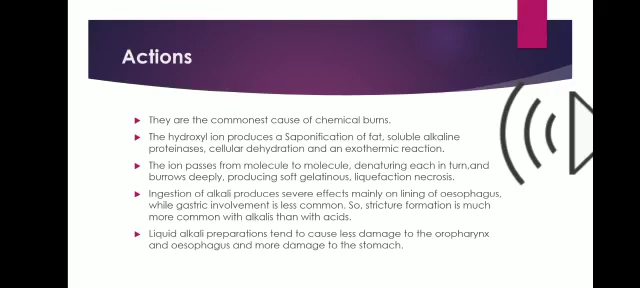 Actions
They are the commonest cause of chemical burns.
The hydroxyl ion produces a Saponification of fat, soluble alkaline
proteinases, cellular dehydration and an exothermic reaction.
The ion passes from molecule to molecule, denaturing each in turn,and
burrows deeply, producing soft gelatinous, liquefaction necrosis.
Ingestion of alkali produces severe effects mainly on lining of oesophagus,
while gastric involvement is less common. So, stricture formation is much
more common with alkalis than with acids.
Liquid alkali preparations tend to cause less damage to the oropharynx
and oesophagus and more damage to the stomach.